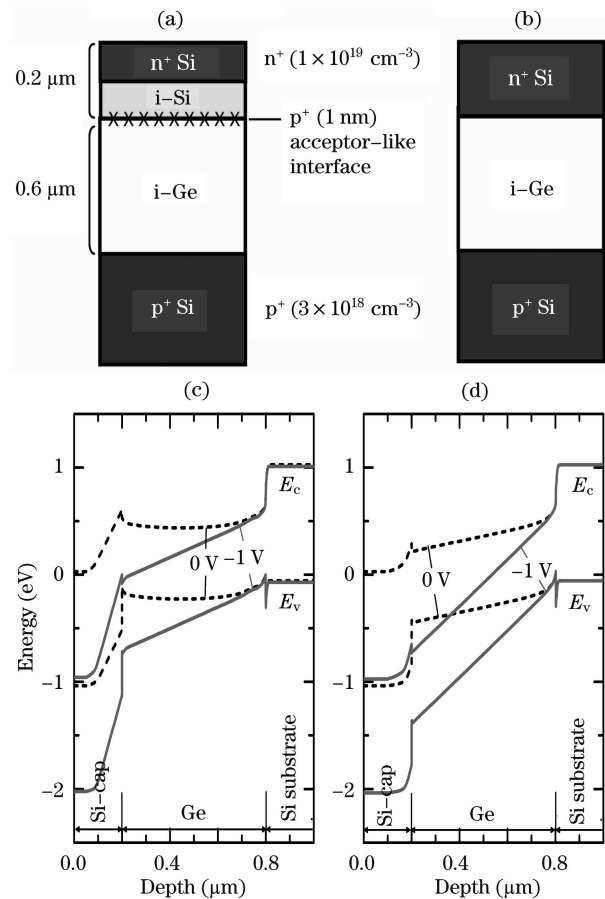 (a)
(b)
0.2 μm
n⁺ Si
i−Si
n⁺ (1 × 10¹⁹ cm⁻³)
p⁺ (1 nm)
acceptor−like
interface
0.6 μm
i−Ge
p⁺ Si
p⁺ (3 × 10¹⁸ cm⁻³)
n⁺ Si
i−Ge
p⁺ Si
(c)
(d)
Energy (eV)
1
0
−1
−2
Ec
0 V
−1 V
Ev
Si−cap
Ge
Si substrate
0.0 0.4 0.8
Depth (μm)
1
0
−1
−2
Ec
0 V
−1 V
Ev
Si−cap
Ge
Si substrate
0.0 0.4 0.8
Depth (μm)